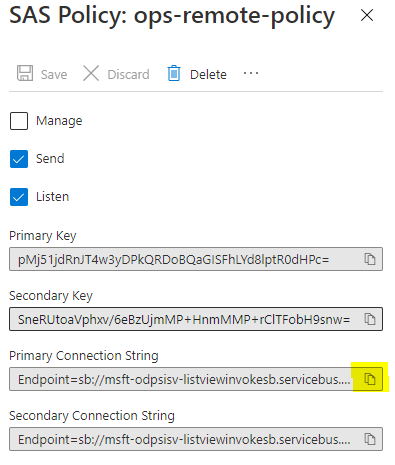 SAS Policy: ops-remote-policy
Save Discard Delete ...
Manage
Send
Listen
Primary Key
pMj51jdRnJT4w3yDPkQRDoBQaGISFhLYd8lptR0dHPc=
Secondary Key
SneRUtoaVphxv/6eBzUjmMP+HnmMMP+rClTFobH9snw=
Primary Connection String
Endpoint=sb://msft-odpsisv-listviewinvokesb.servicebus....
Secondary Connection String
Endpoint=sb://msft-odpsisv-listviewinvokesb.servicebus....